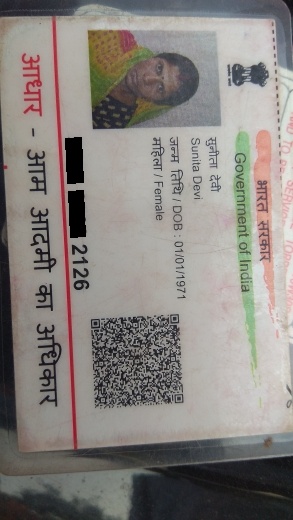 भारत सरकार
Government of India
सुनीता देवी
Sunita Devi
जन्म तिथि / DOB : 01/01/1971
महिला / Female
2126
आधार - आम आदमी का अधिकार